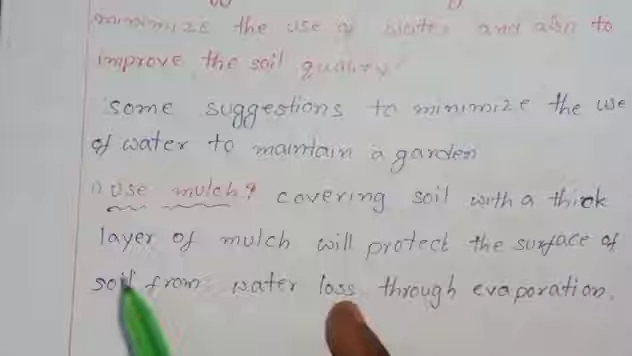 minimize the use of water and also to
improve the soil quality.
some suggestions to minimize the use
of water to maintain a garden
1) Use mulch? covering soil with a thick
layer of mulch will protect the surface of
soil from water loss through evaporation.